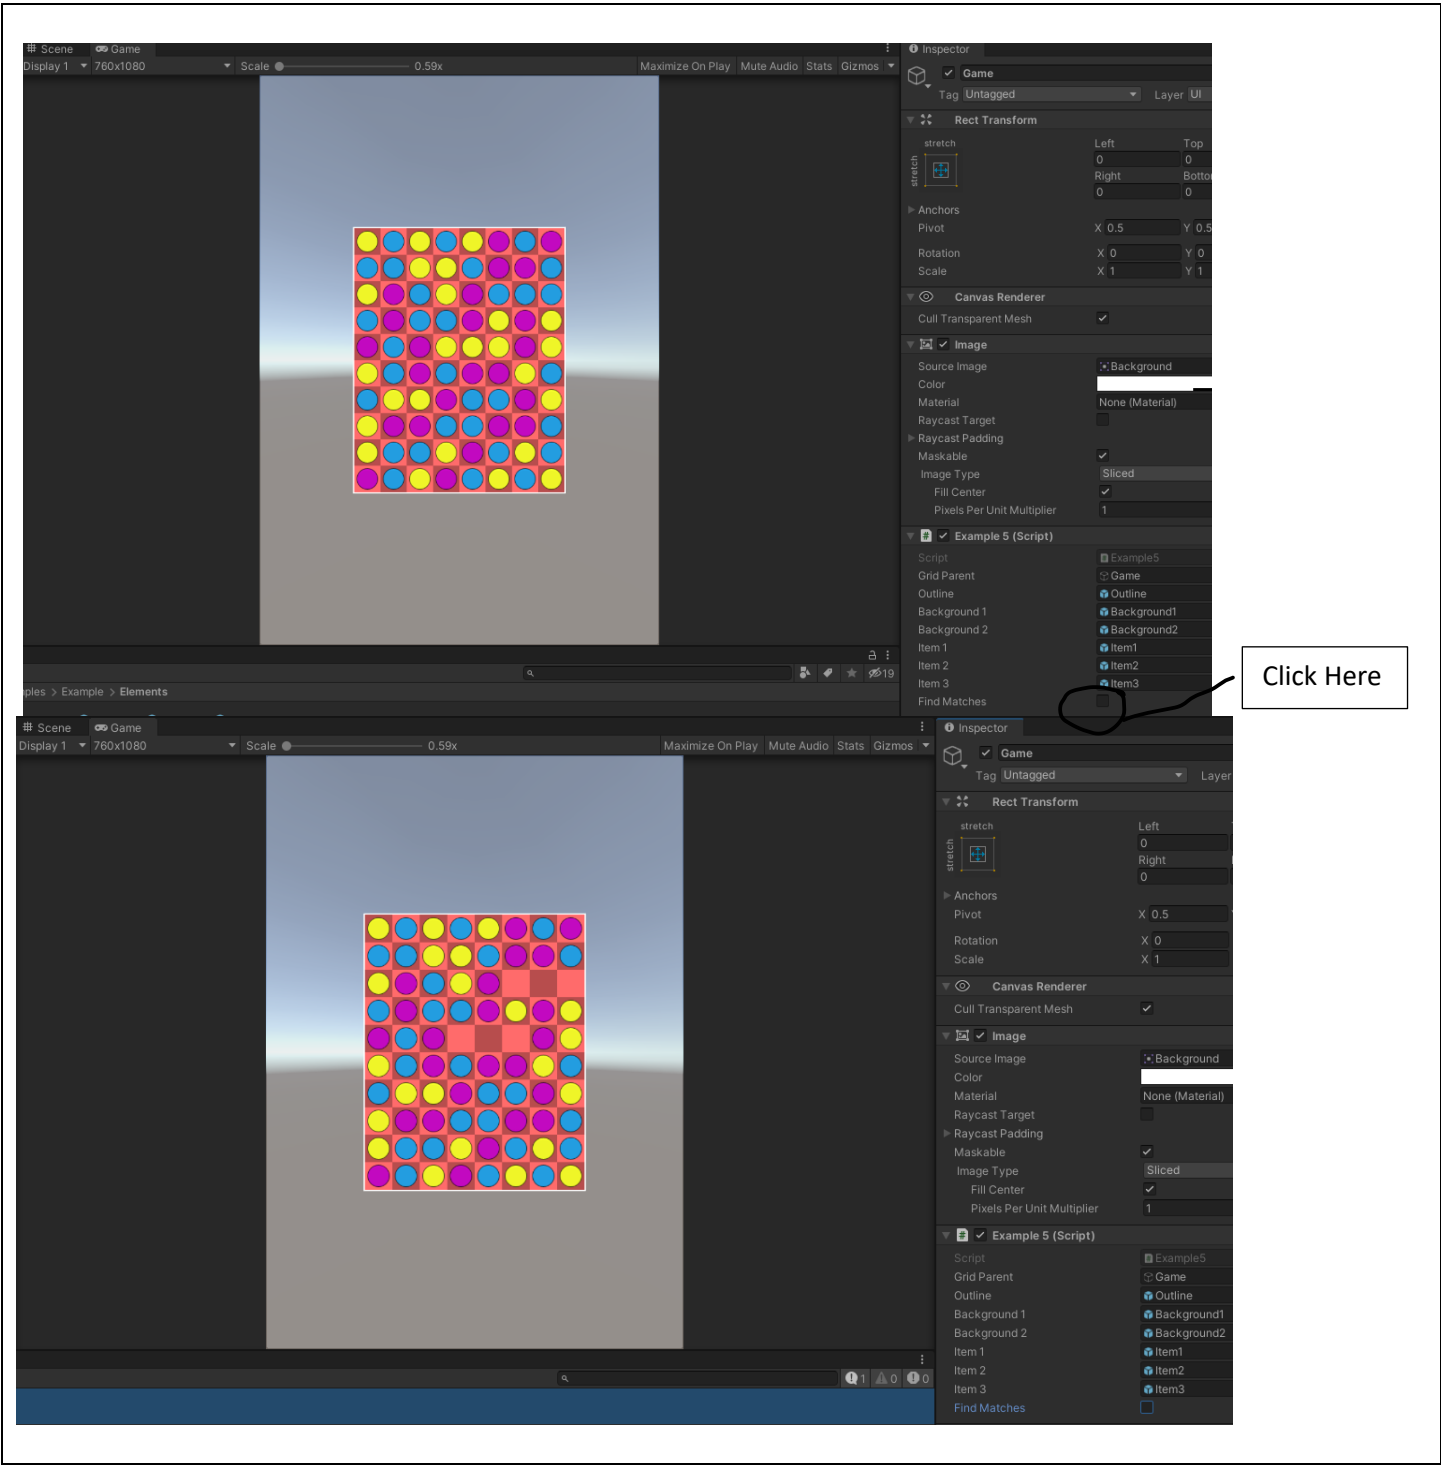 Scene Game
Display 1 760x1080 Scale 0.59x Maximize On Play Mute Audio Stats Gizmos
ples > Example > Elements
19
Inspector
Game
Tag Untagged Layer UI
Rect Transform
stretch Left Top
stretch 0 0
Right Botto
0 0
Anchors
Pivot X 0.5 Y 0.5
Rotation X 0 Y 0
Scale X 1 Y 1
Canvas Renderer
Cull Transparent Mesh
Image
Source Image Background
Color
Material None (Material)
Raycast Target
Raycast Padding
Maskable
Image Type Sliced
Fill Center
Pixels Per Unit Multiplier 1
Example 5 (Script)
Script Example5
Grid Parent Game
Outline Outline
Background 1 Background1
Background 2 Background2
Item 1 Item1
Item 2 Item2
Item 3 Item3
Find Matches
Click Here
Scene Game
Display 1 760x1080 Scale 0.59x Maximize On Play Mute Audio Stats Gizmos
1 0 0
Inspector
Game
Tag Untagged Layer
Rect Transform
stretch Left
stretch 0
Right
0
Anchors
Pivot X 0.5
Rotation X 0
Scale X 1
Canvas Renderer
Cull Transparent Mesh
Image
Source Image Background
Color
Material None (Material)
Raycast Target
Raycast Padding
Maskable
Image Type Sliced
Fill Center
Pixels Per Unit Multiplier 1
Example 5 (Script)
Script Example5
Grid Parent Game
Outline Outline
Background 1 Background1
Background 2 Background2
Item 1 Item1
Item 2 Item2
Item 3 Item3
Find Matches